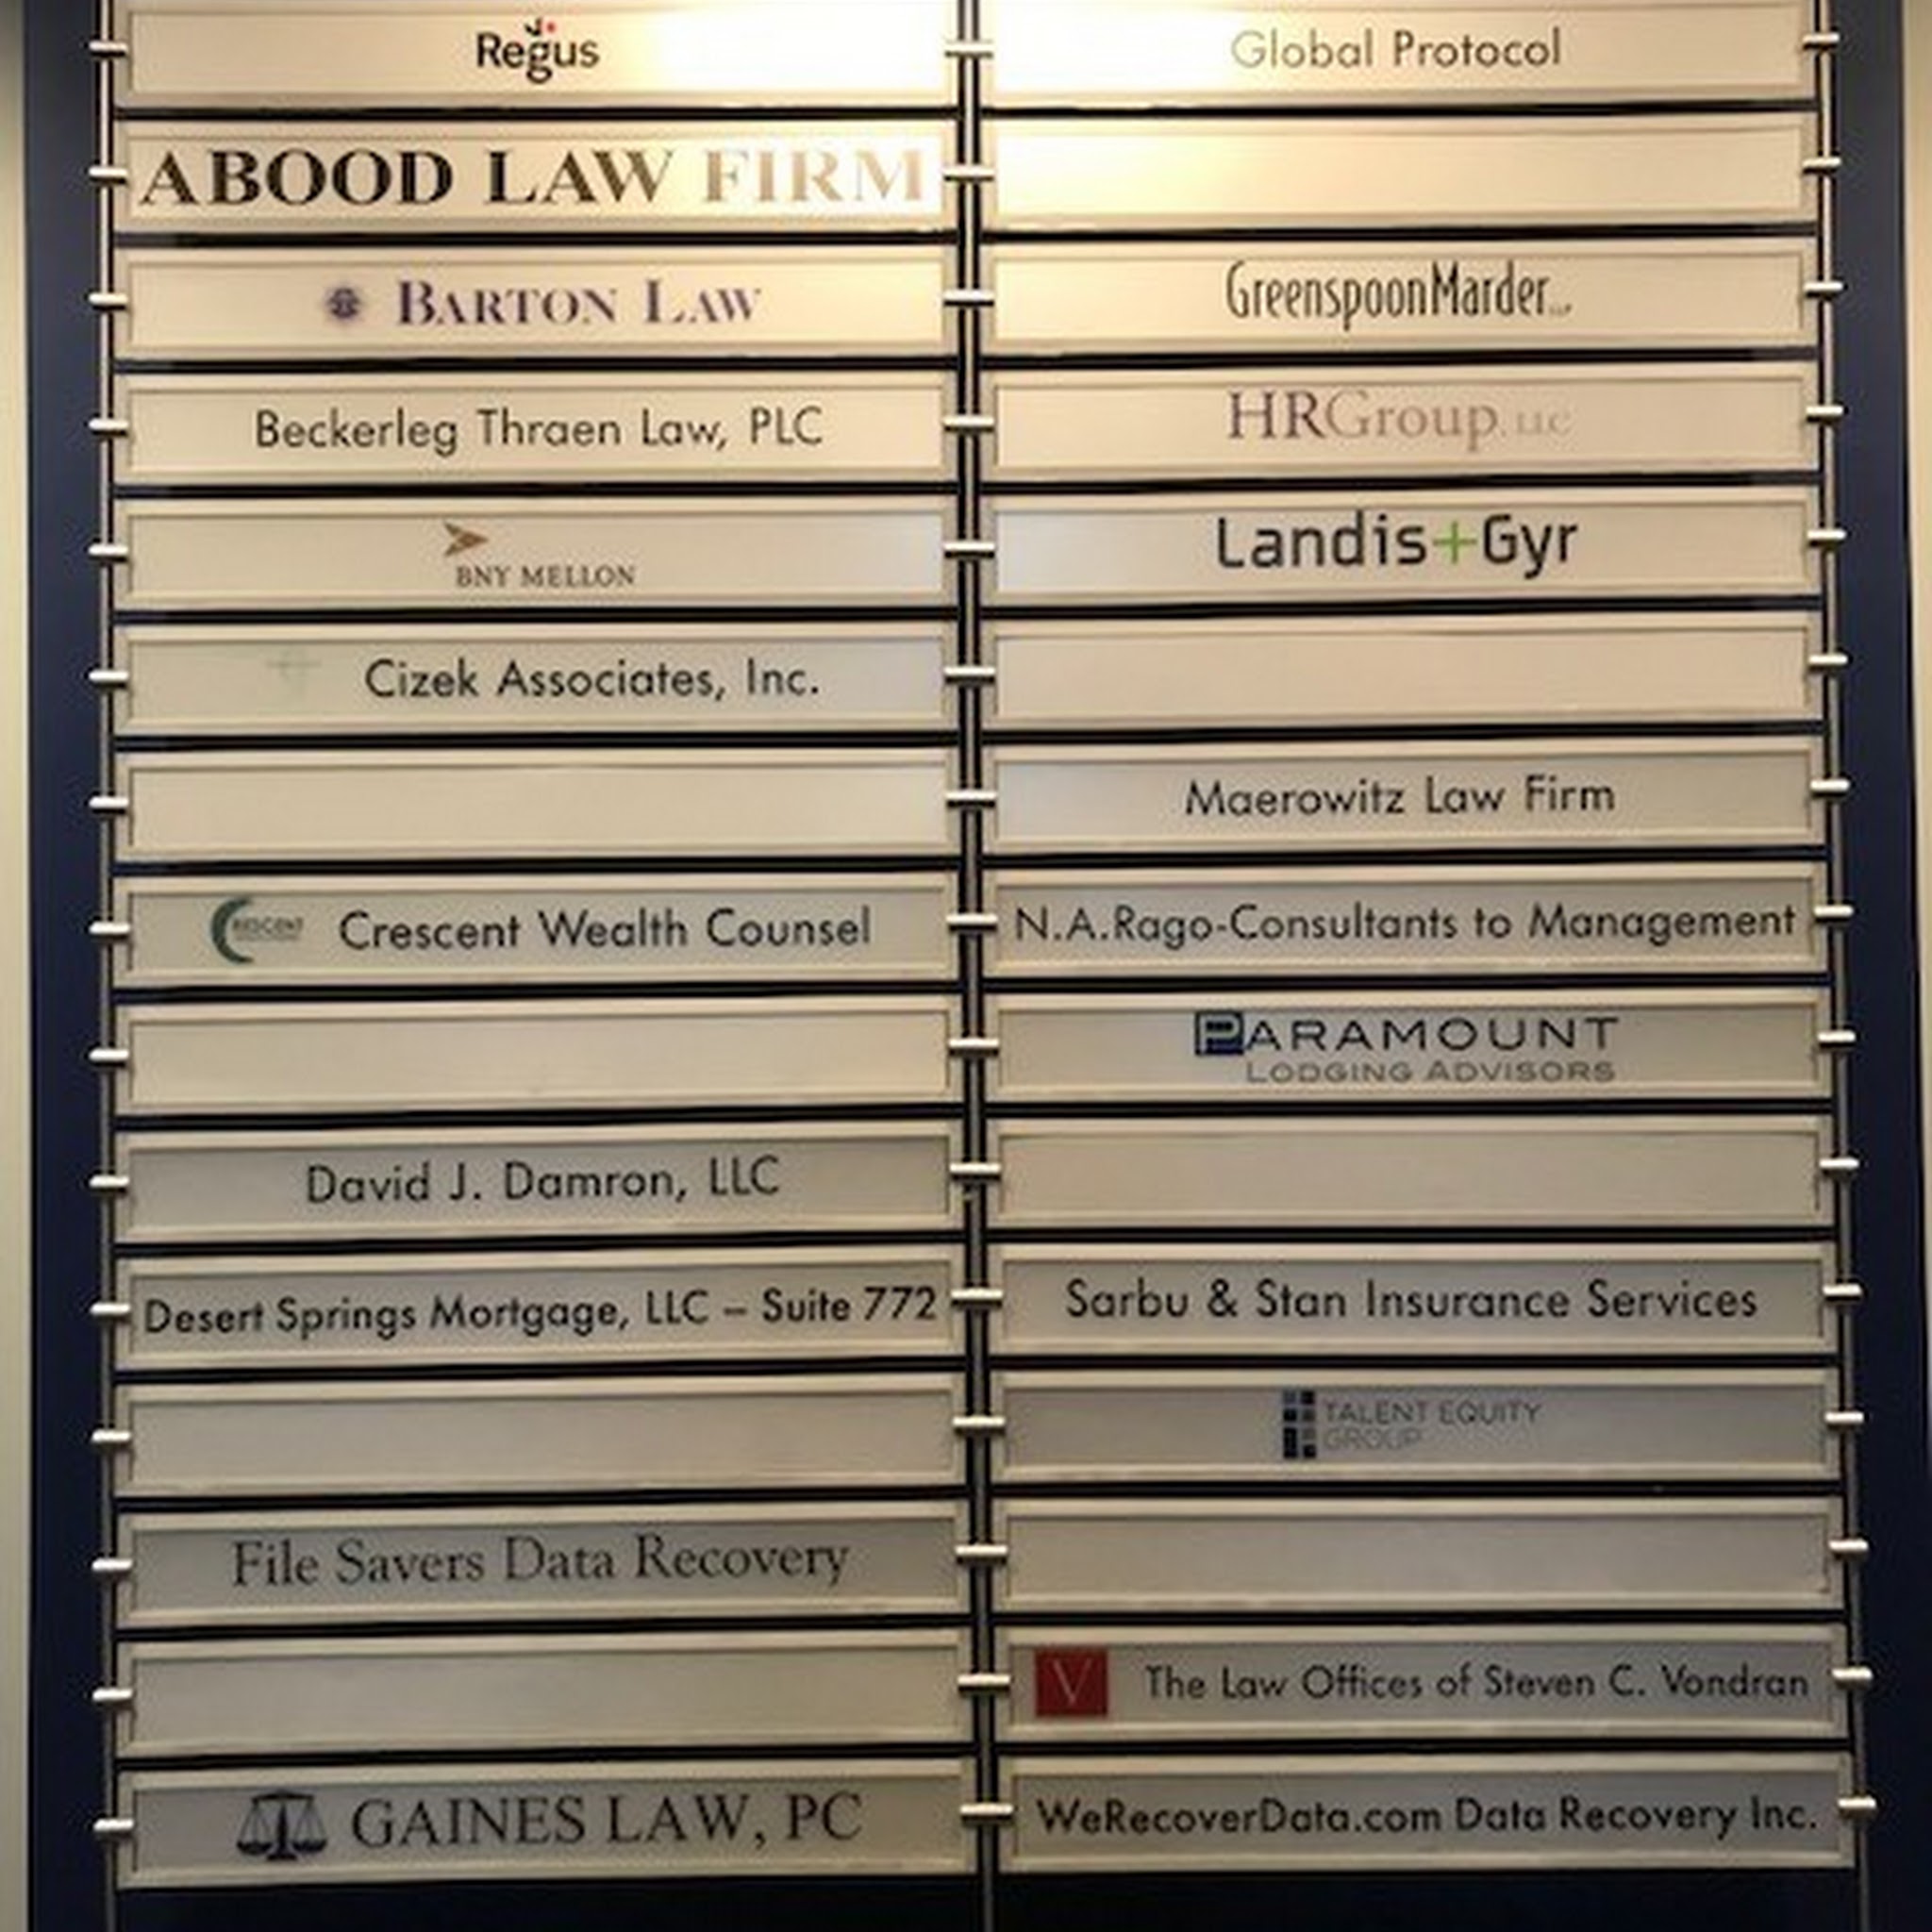 Regus
ABOOD LAW FIRM
BARTON LAW
Beckerleg Thraen Law, PLC
BNY MELLON
Cizek Associates, Inc.
Crescent Wealth Counsel
David J. Damron, LLC
Desert Springs Mortgage, LLC – Suite 772
File Savers Data Recovery
GAINES LAW, PC
Global Protocol
GreenspoonMarder LLP
HRGroup, LLC
Landis+Gyr
Maerowitz Law Firm
N.A.Rago-Consultants to Management
PARAMOUNT
LODGING ADVISORS
Sarbu & Stan Insurance Services
TALENT EQUITY
GROUP
V The Law Offices of Steven C. Vondran
WeRecoverData.com Data Recovery Inc.